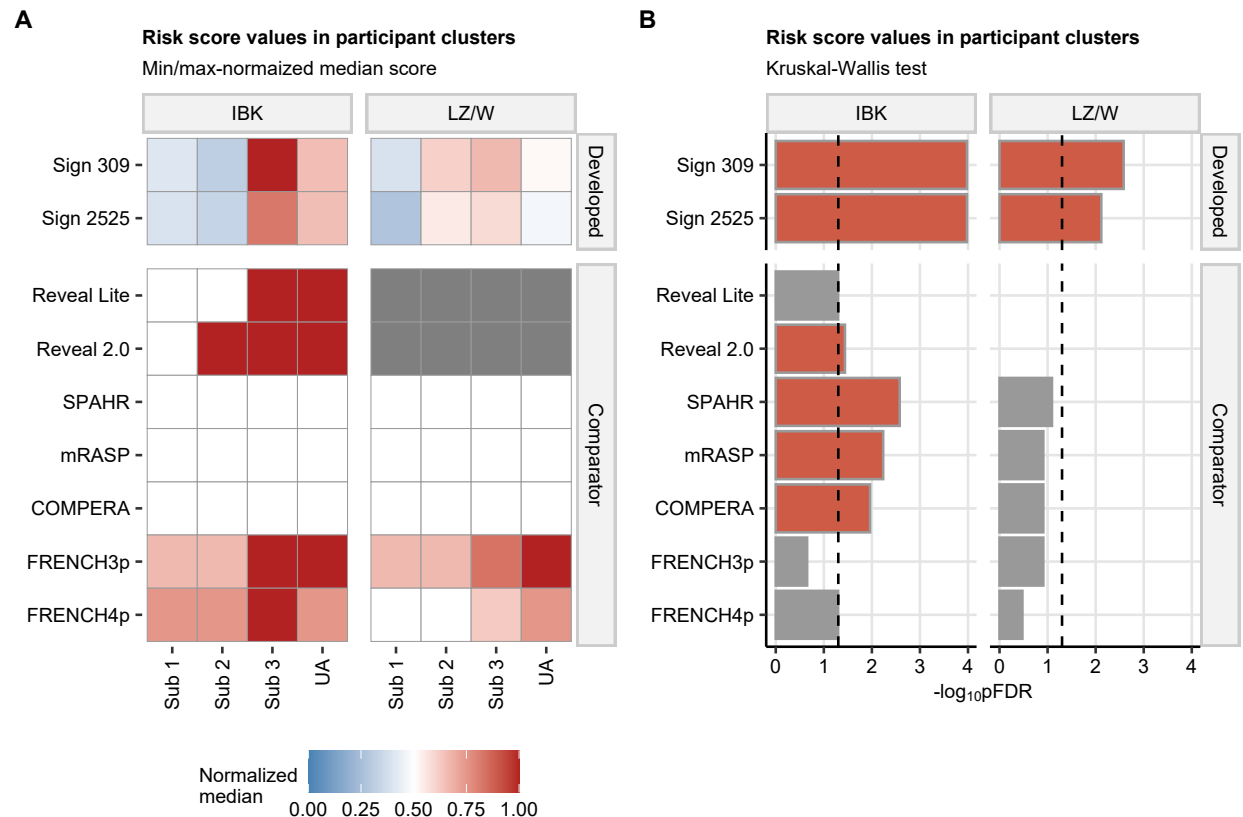 A
Risk score values in participant clusters
Min/max-normaized median score
IBK
LZ/W
Sign 309
Sign 2525
Developed
Reveal Lite
Reveal 2.0
SPAHR
mRASP
COMPERA
FRENCH3p
FRENCH4p
Comparator
Sub 1
Sub 2
Sub 3
UA
Sub 1
Sub 2
Sub 3
UA
Normalized
median
0.00 0.25 0.50 0.75 1.00
B
Risk score values in participant clusters
Kruskal-Wallis test
IBK
LZ/W
Sign 309
Sign 2525
Developed
Reveal Lite
Reveal 2.0
SPAHR
mRASP
COMPERA
FRENCH3p
FRENCH4p
Comparator
0 1 2 3 4 0 1 2 3 4
-log₁₀pFDR